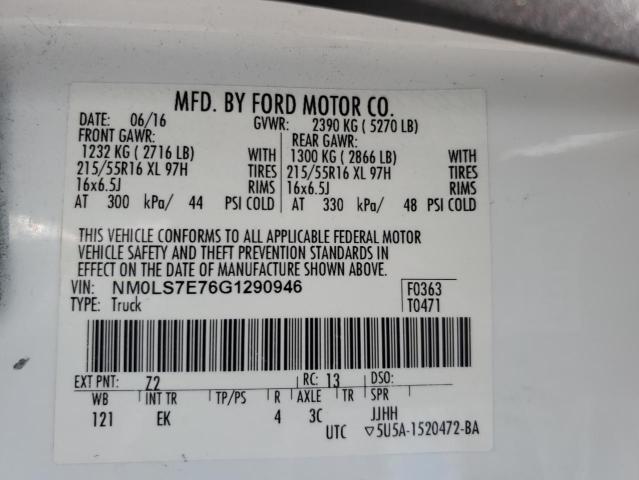 MFD. BY FORD MOTOR CO.
DATE: 06/16 GVWR: 2390 KG ( 5270 LB)
FRONT GAWR: REAR GAWR:
1232 KG ( 2716 LB) WITH 1300 KG ( 2866 LB) WITH
215/55R16 XL 97H TIRES 215/55R16 XL 97H TIRES
16x6.5J RIMS 16x6.5J RIMS
AT 300 kPa/ 44 PSI COLD AT 330 kPa/ 48 PSI COLD
THIS VEHICLE CONFORMS TO ALL APPLICABLE FEDERAL MOTOR
VEHICLE SAFETY AND THEFT PREVENTION STANDARDS IN
EFFECT ON THE DATE OF MANUFACTURE SHOWN ABOVE.
VIN: NM0LS7E76G1290946 F0363
TYPE: Truck T0471
EXT PNT: Z2 RC: 13 DSO:
WB INT TR TP/PS R AXLE TR SPR
121 EK 4 3C JJHH
UTC ▽5U5A-1520472-BA